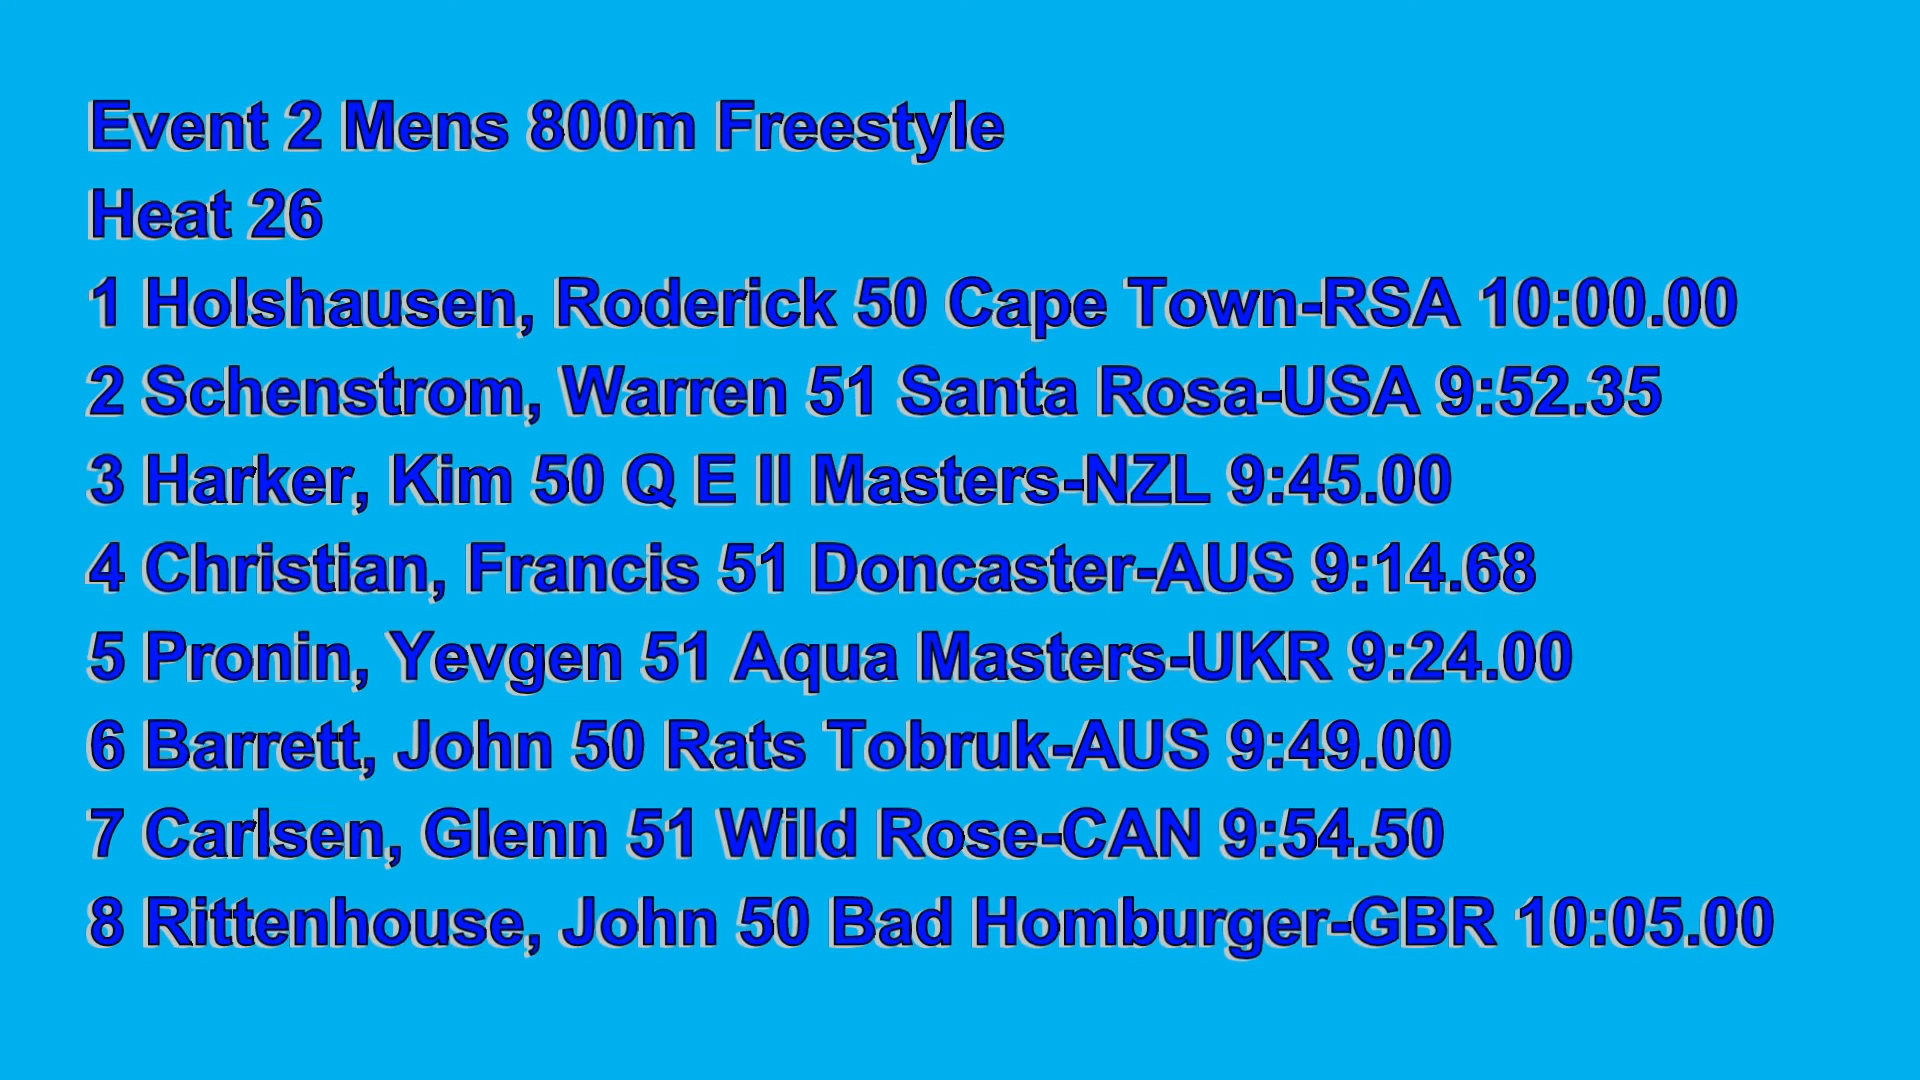 Event 2 Mens 800m Freestyle
Heat 26
1 Holshausen, Roderick 50 Cape Town-RSA 10:00.00
2 Schenstrom, Warren 51 Santa Rosa-USA 9:52.35
3 Harker, Kim 50 Q E II Masters-NZL 9:45.00
4 Christian, Francis 51 Doncaster-AUS 9:14.68
5 Pronin, Yevgen 51 Aqua Masters-UKR 9:24.00
6 Barrett, John 50 Rats Tobruk-AUS 9:49.00
7 Carlsen, Glenn 51 Wild Rose-CAN 9:54.50
8 Rittenhouse, John 50 Bad Homburger-GBR 10:05.00